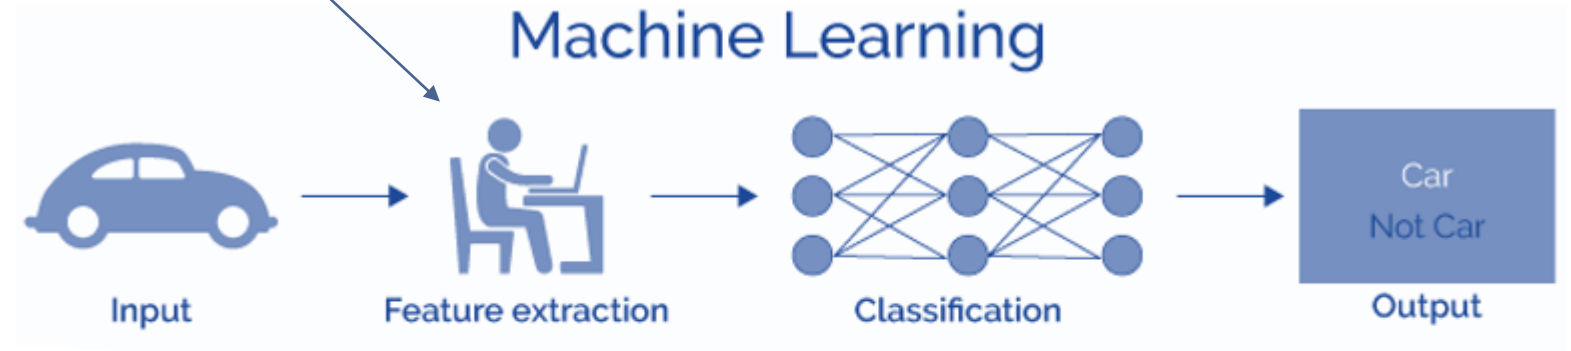 Machine Learning
Car
Not Car
Input
Feature extraction
Classification
Output